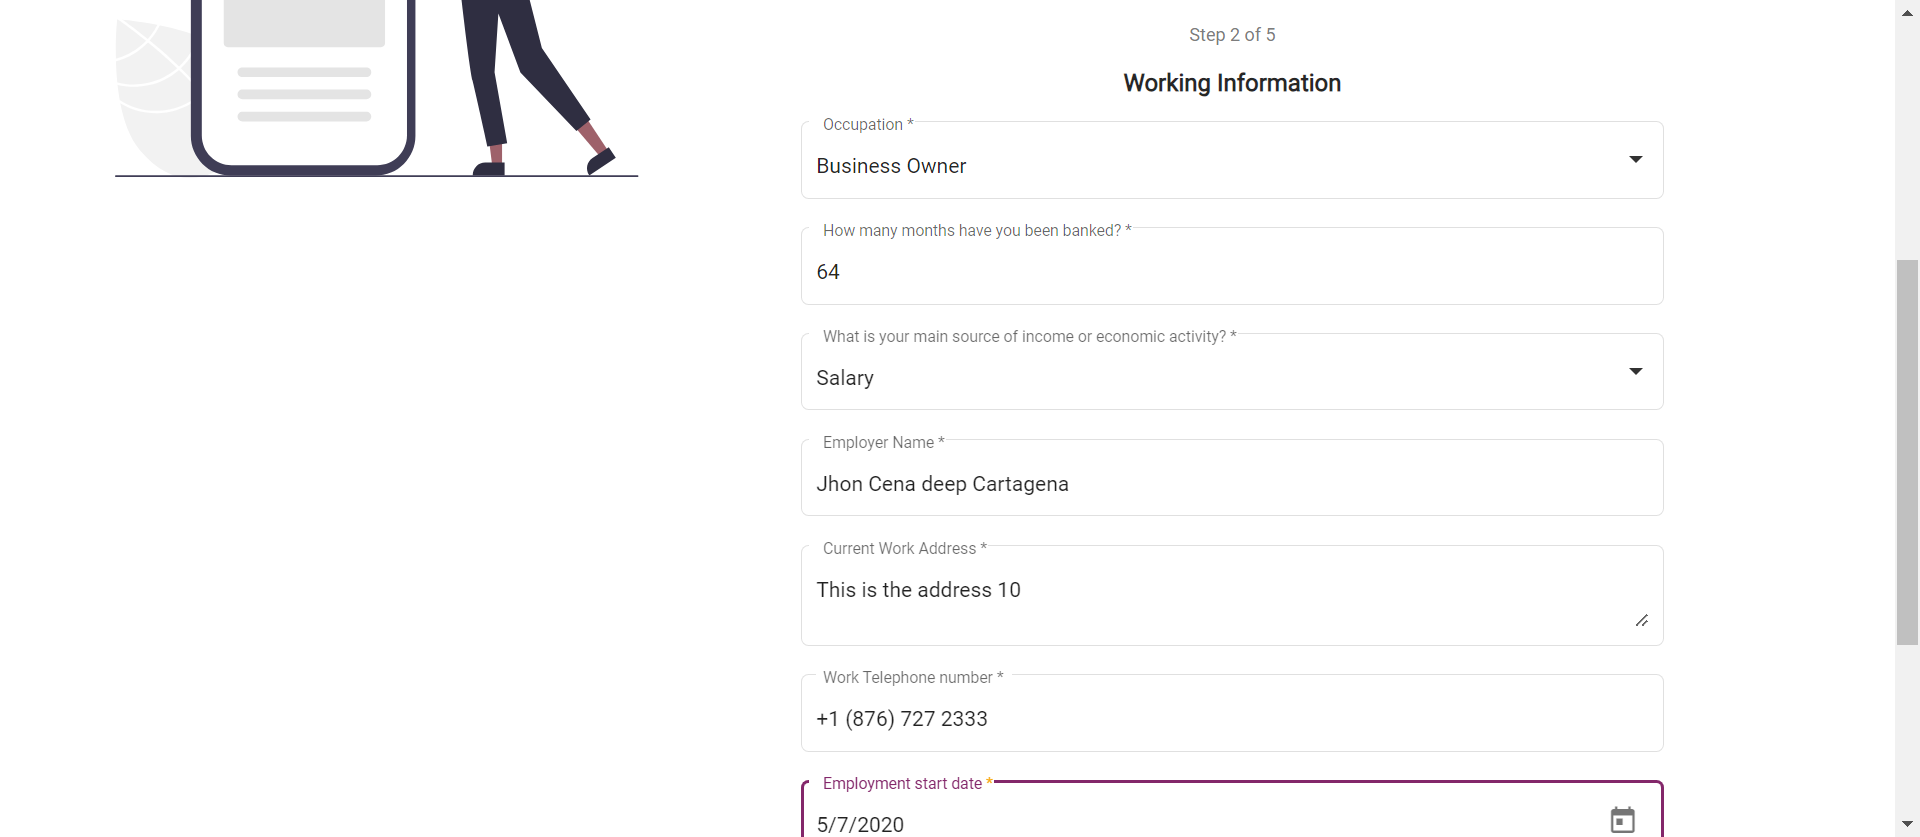 Step 2 of 5
Working Information
Occupation *
Business Owner
How many months have you been banked? *
64
What is your main source of income or economic activity? *
Salary
Employer Name *
Jhon Cena deep Cartagena
Current Work Address *
This is the address 10
Work Telephone number *
+1 (876) 727 2333
Employment start date *
5/7/2020